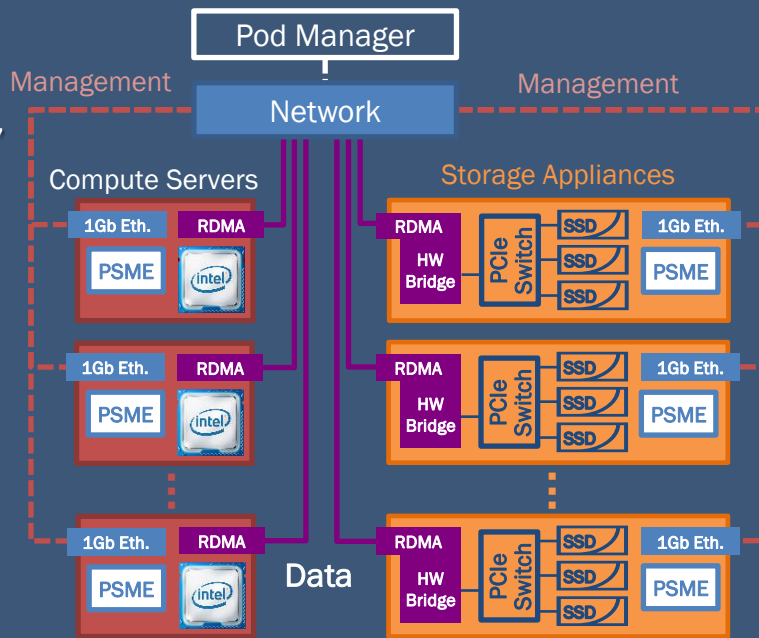 Pod Manager
Management
Management
Network
Compute Servers
Storage Appliances
1Gb Eth.
RDMA
PSME
intel
RDMA
HW
Bridge
PCIe
Switch
SSD
SSD
SSD
1Gb Eth.
PSME
1Gb Eth.
RDMA
PSME
intel
RDMA
HW
Bridge
PCIe
Switch
SSD
SSD
SSD
1Gb Eth.
PSME
1Gb Eth.
RDMA
PSME
intel
Data
RDMA
HW
Bridge
PCIe
Switch
SSD
SSD
SSD
1Gb Eth.
PSME